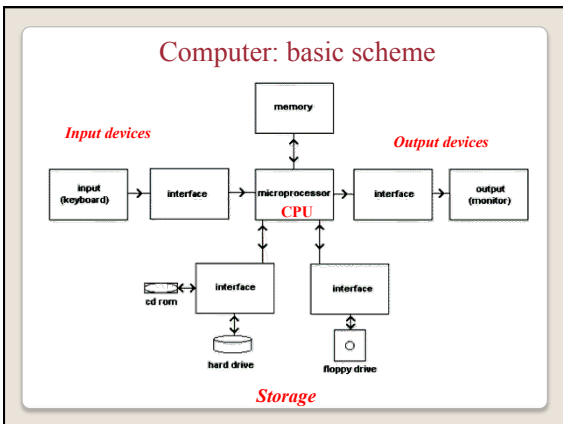 Computer: basic scheme
memory
Input devices
Output devices
input
(keyboard)
interface
microprocessor
CPU
interface
output
(monitor)
interface
interface
cd rom
hard drive
floppy drive
Storage